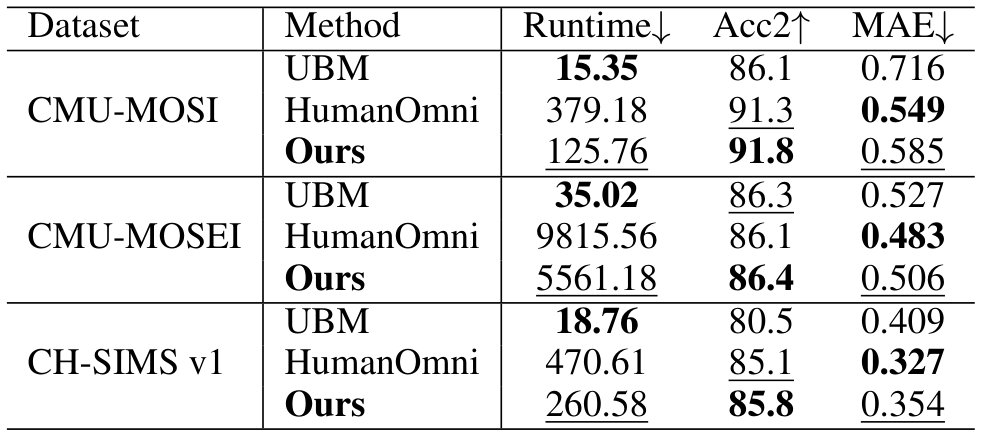 Dataset Method Runtime↓ Acc2↑ MAE↓
UBM 15.35 86.1 0.716
CMU-MOSI HumanOmni 379.18 91.3 0.549
Ours 125.76 91.8 0.585
UBM 35.02 86.3 0.527
CMU-MOSEI HumanOmni 9815.56 86.1 0.483
Ours 5561.18 86.4 0.506
UBM 18.76 80.5 0.409
CH-SIMS v1 HumanOmni 470.61 85.1 0.327
Ours 260.58 85.8 0.354